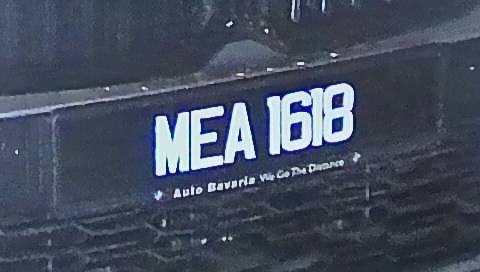 MEA 1618
Auto Bavaria We Go The Distance